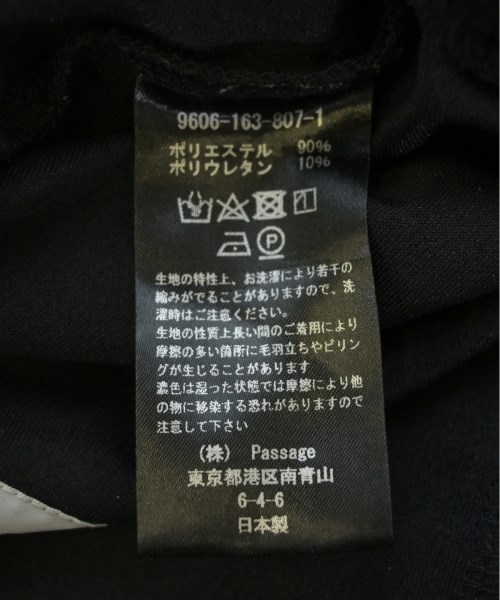 9606-163-807-1
ポリエステル 90%
ポリウレタン 10%
生地の特性上、お洗濯により若干の
縮みがでることがありますので、洗
濯時はご注意ください。
生地の性質上長い間のご着用により
摩擦の多い箇所に毛羽立ちやピリン
グが生じることがあります
濃色は湿った状態では摩擦により他
の物に移染する恐れがありますので
注意して下さい
(株) Passage
東京都港区南青山
6-4-6
日本製